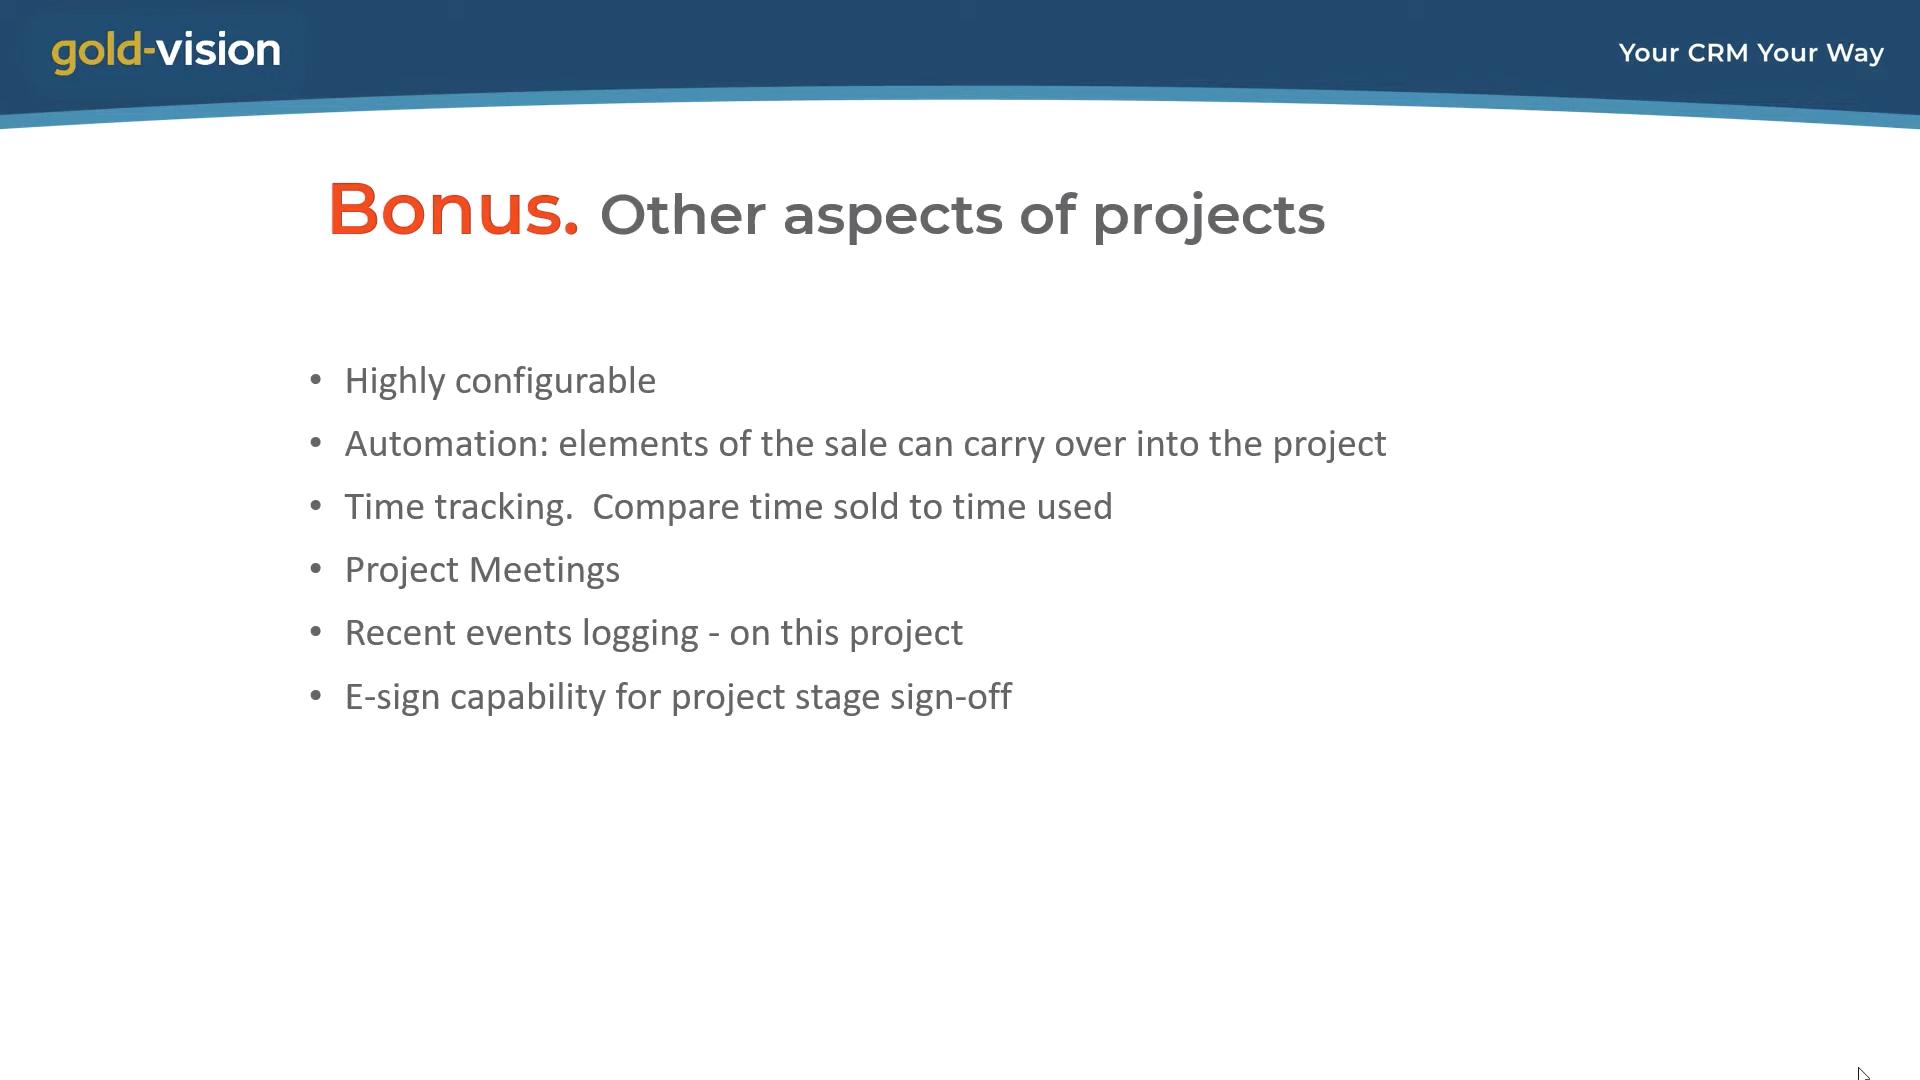 gold-vision
Your CRM Your Way
Bonus. Other aspects of projects
• Highly configurable
• Automation: elements of the sale can carry over into the project
• Time tracking.  Compare time sold to time used
• Project Meetings
• Recent events logging - on this project
• E-sign capability for project stage sign-off